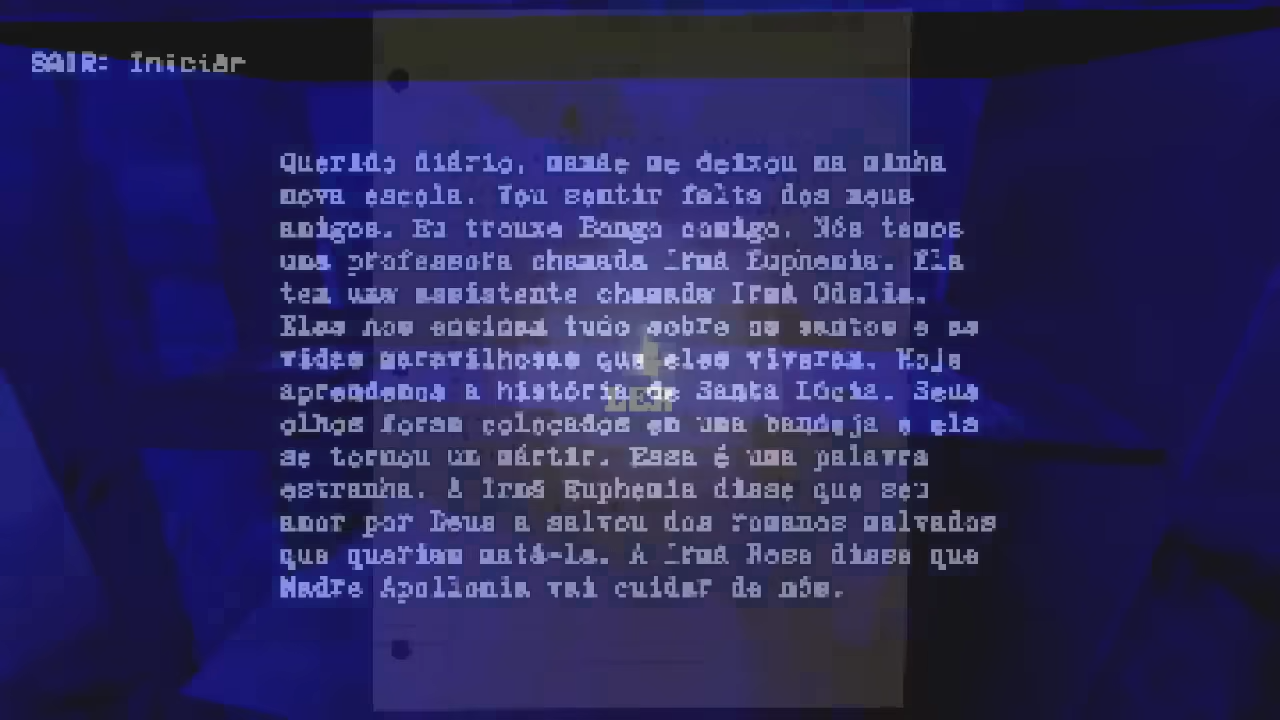 SAIR: Iniciar
Querido diário, mamãe me deixou na minha
nova escola. Vou sentir falta dos meus
amigos. Eu trouxe Bongo comigo. Nós temos
uma professora chamada Irmã Euphemia. Ela
tem uma assistente chamada Irmã Odelia.
Elas nos ensinam tudo sobre os santos e as
vidas maravilhosas que eles viveram. Hoje
aprendemos a história de Santa Lúcia. Seus
LER
olhos foram colocados em uma bandeja e ela
se tornou um mártir. Essa é uma palavra
estranha. A Irmã Euphemia disse que seu
amor por Deus a salvou dos romanos malvados
que queriam matá-la. A Irmã Rosa disse que
Madre Apollonia vai cuidar de nós.